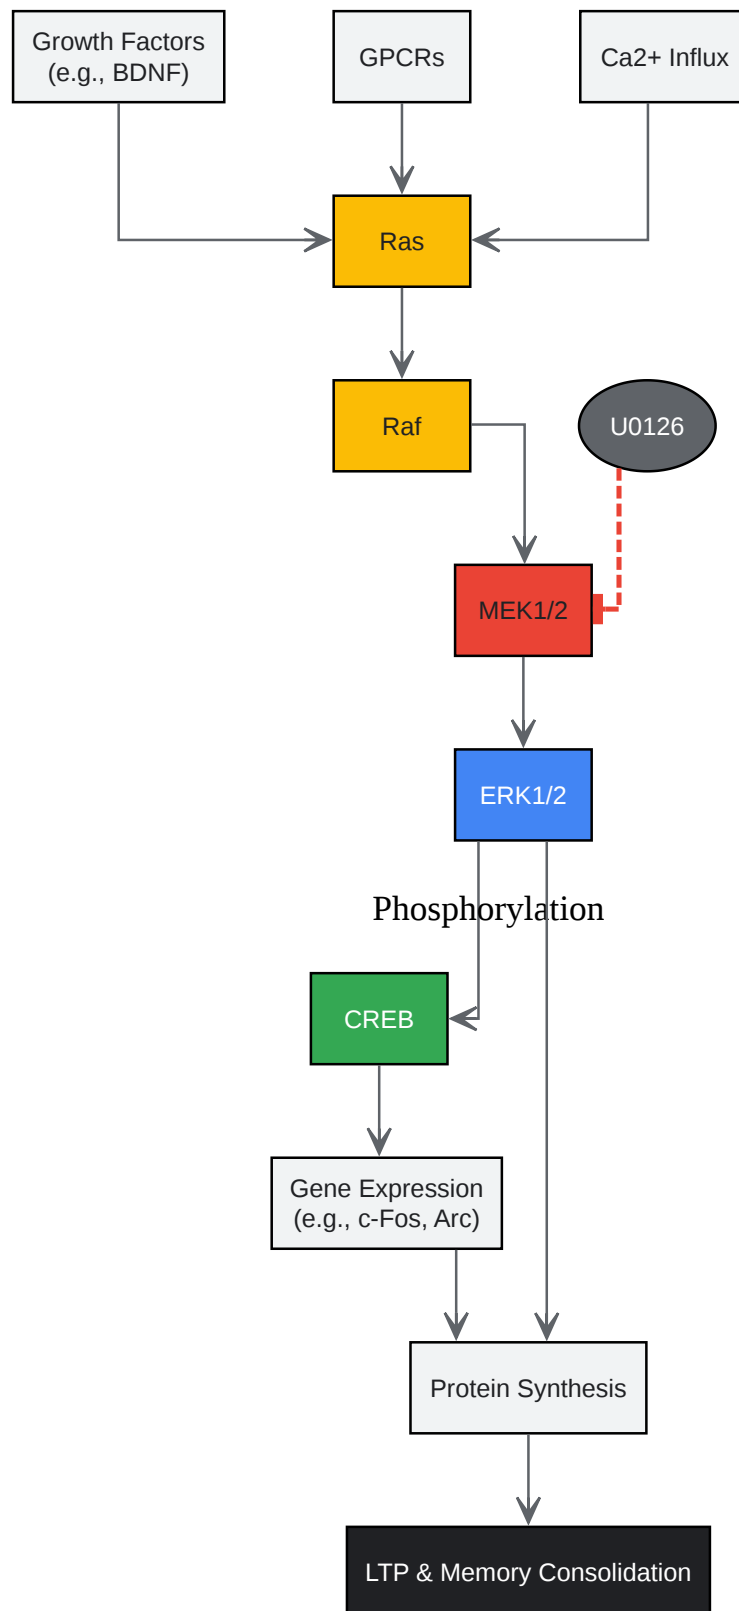 Growth Factors
(e.g., BDNF)
GPCRs
Ca2+ Influx
Ras
Raf
U0126
MEK1/2
ERK1/2
Phosphorylation
CREB
Gene Expression
(e.g., c-Fos, Arc)
Protein Synthesis
LTP & Memory Consolidation